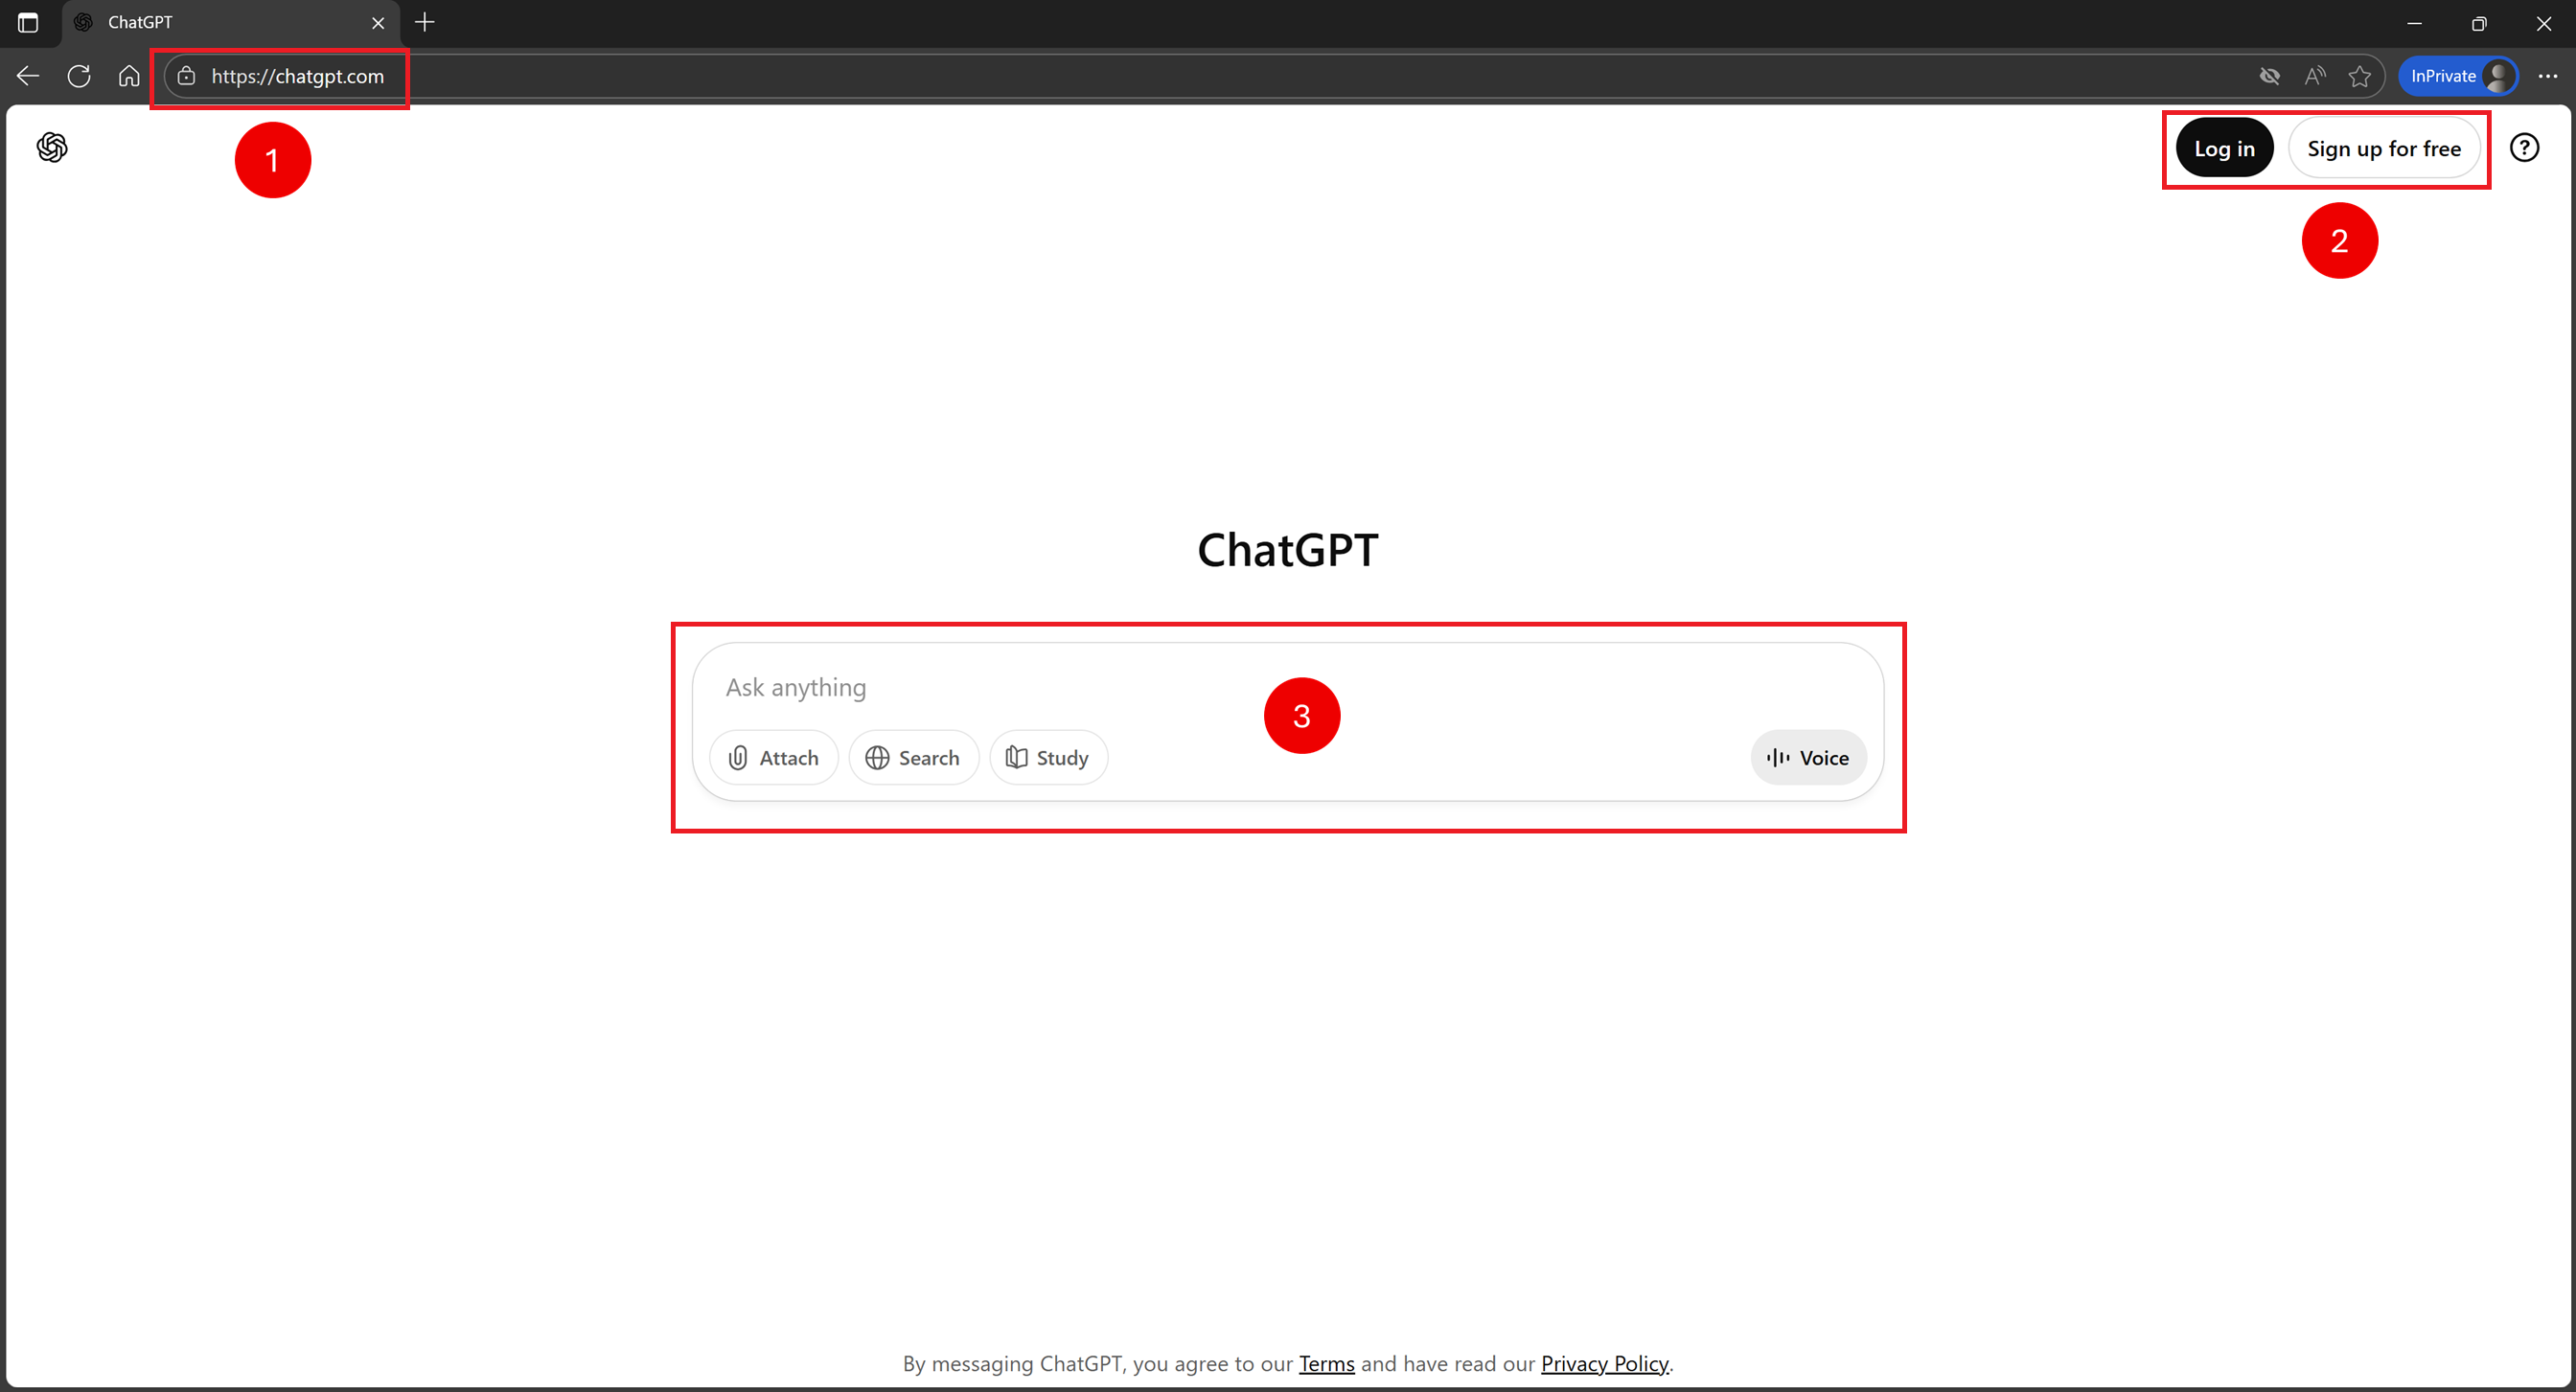 ChatGPT
https://chatgpt.com
InPrivate
1
Log in
Sign up for free
?
2
ChatGPT
Ask anything
3
Attach
Search
Study
Voice
By messaging ChatGPT, you agree to our Terms and have read our Privacy Policy.